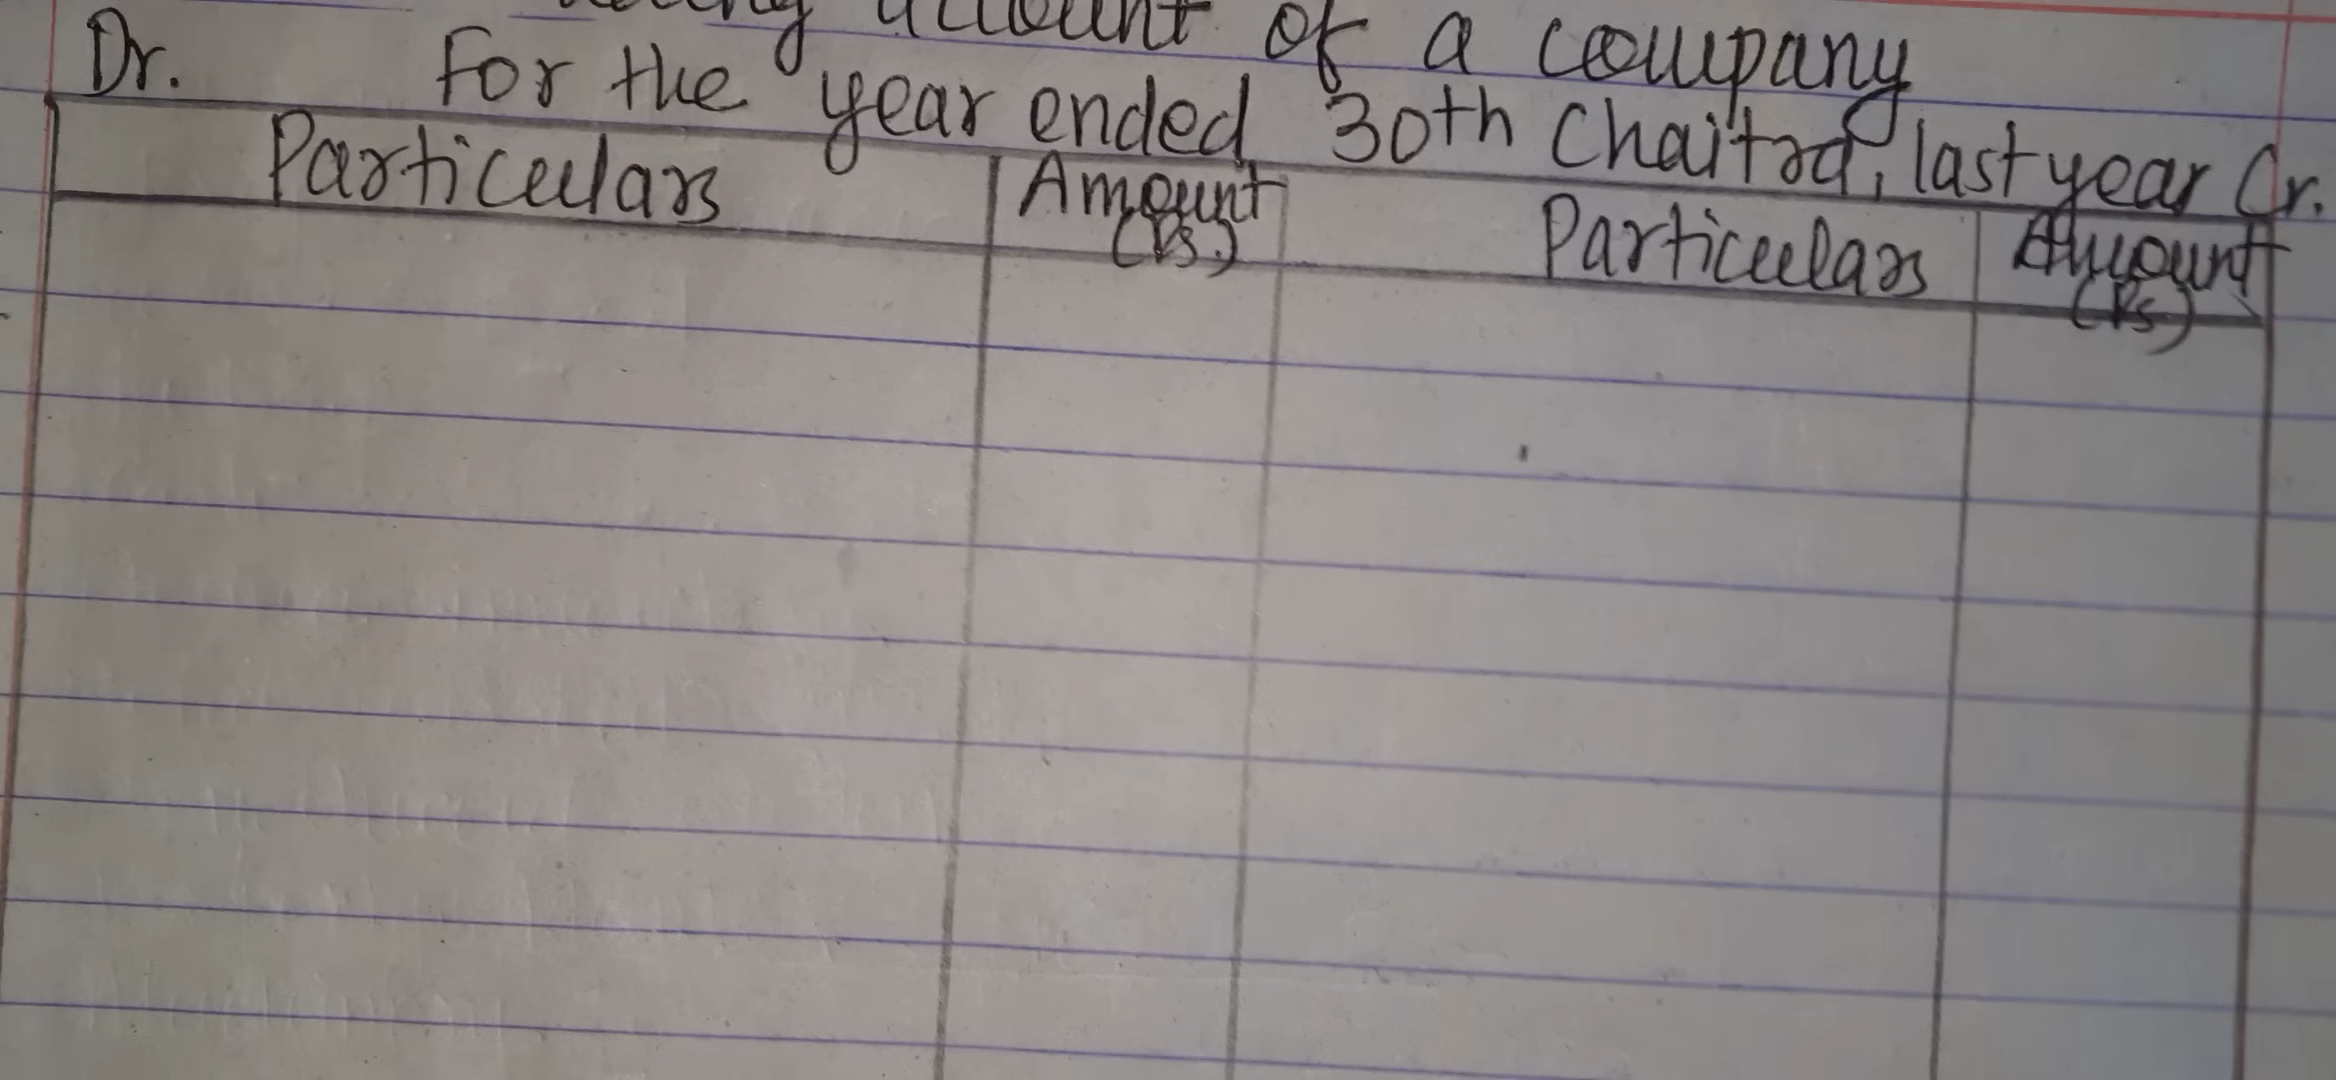 account of a company
Dr. For the year ended 30th Chaitra, last year Cr.
Particulars Amount (Rs.) Particulars Amount (Rs)